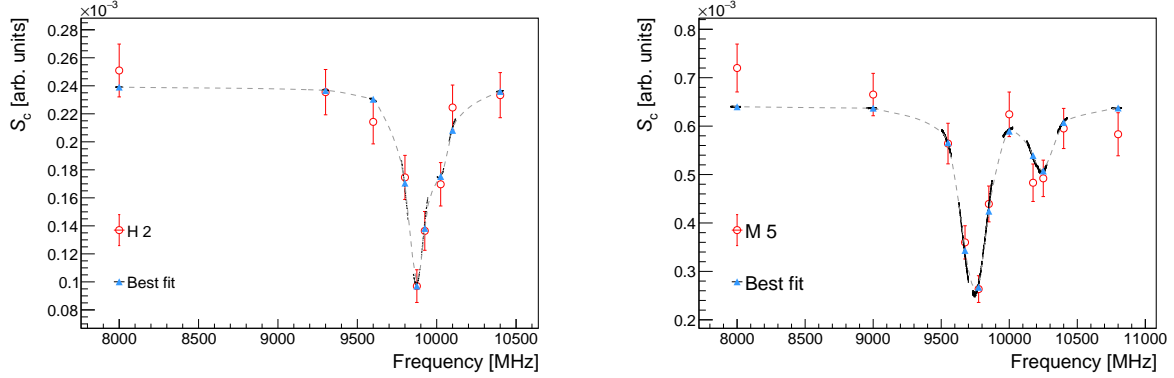 ×10⁻³
S_c [arb. units]
0.28
0.26
0.24
0.22
0.2
0.18
0.16
0.14
0.12
0.1
0.08
H 2
Best fit
8000 8500 9000 9500 10000 10500
Frequency [MHz]
×10⁻³
S_c [arb. units]
0.8
0.7
0.6
0.5
0.4
0.3
0.2
M 5
Best fit
8000 8500 9000 9500 10000 10500 11000
Frequency [MHz]